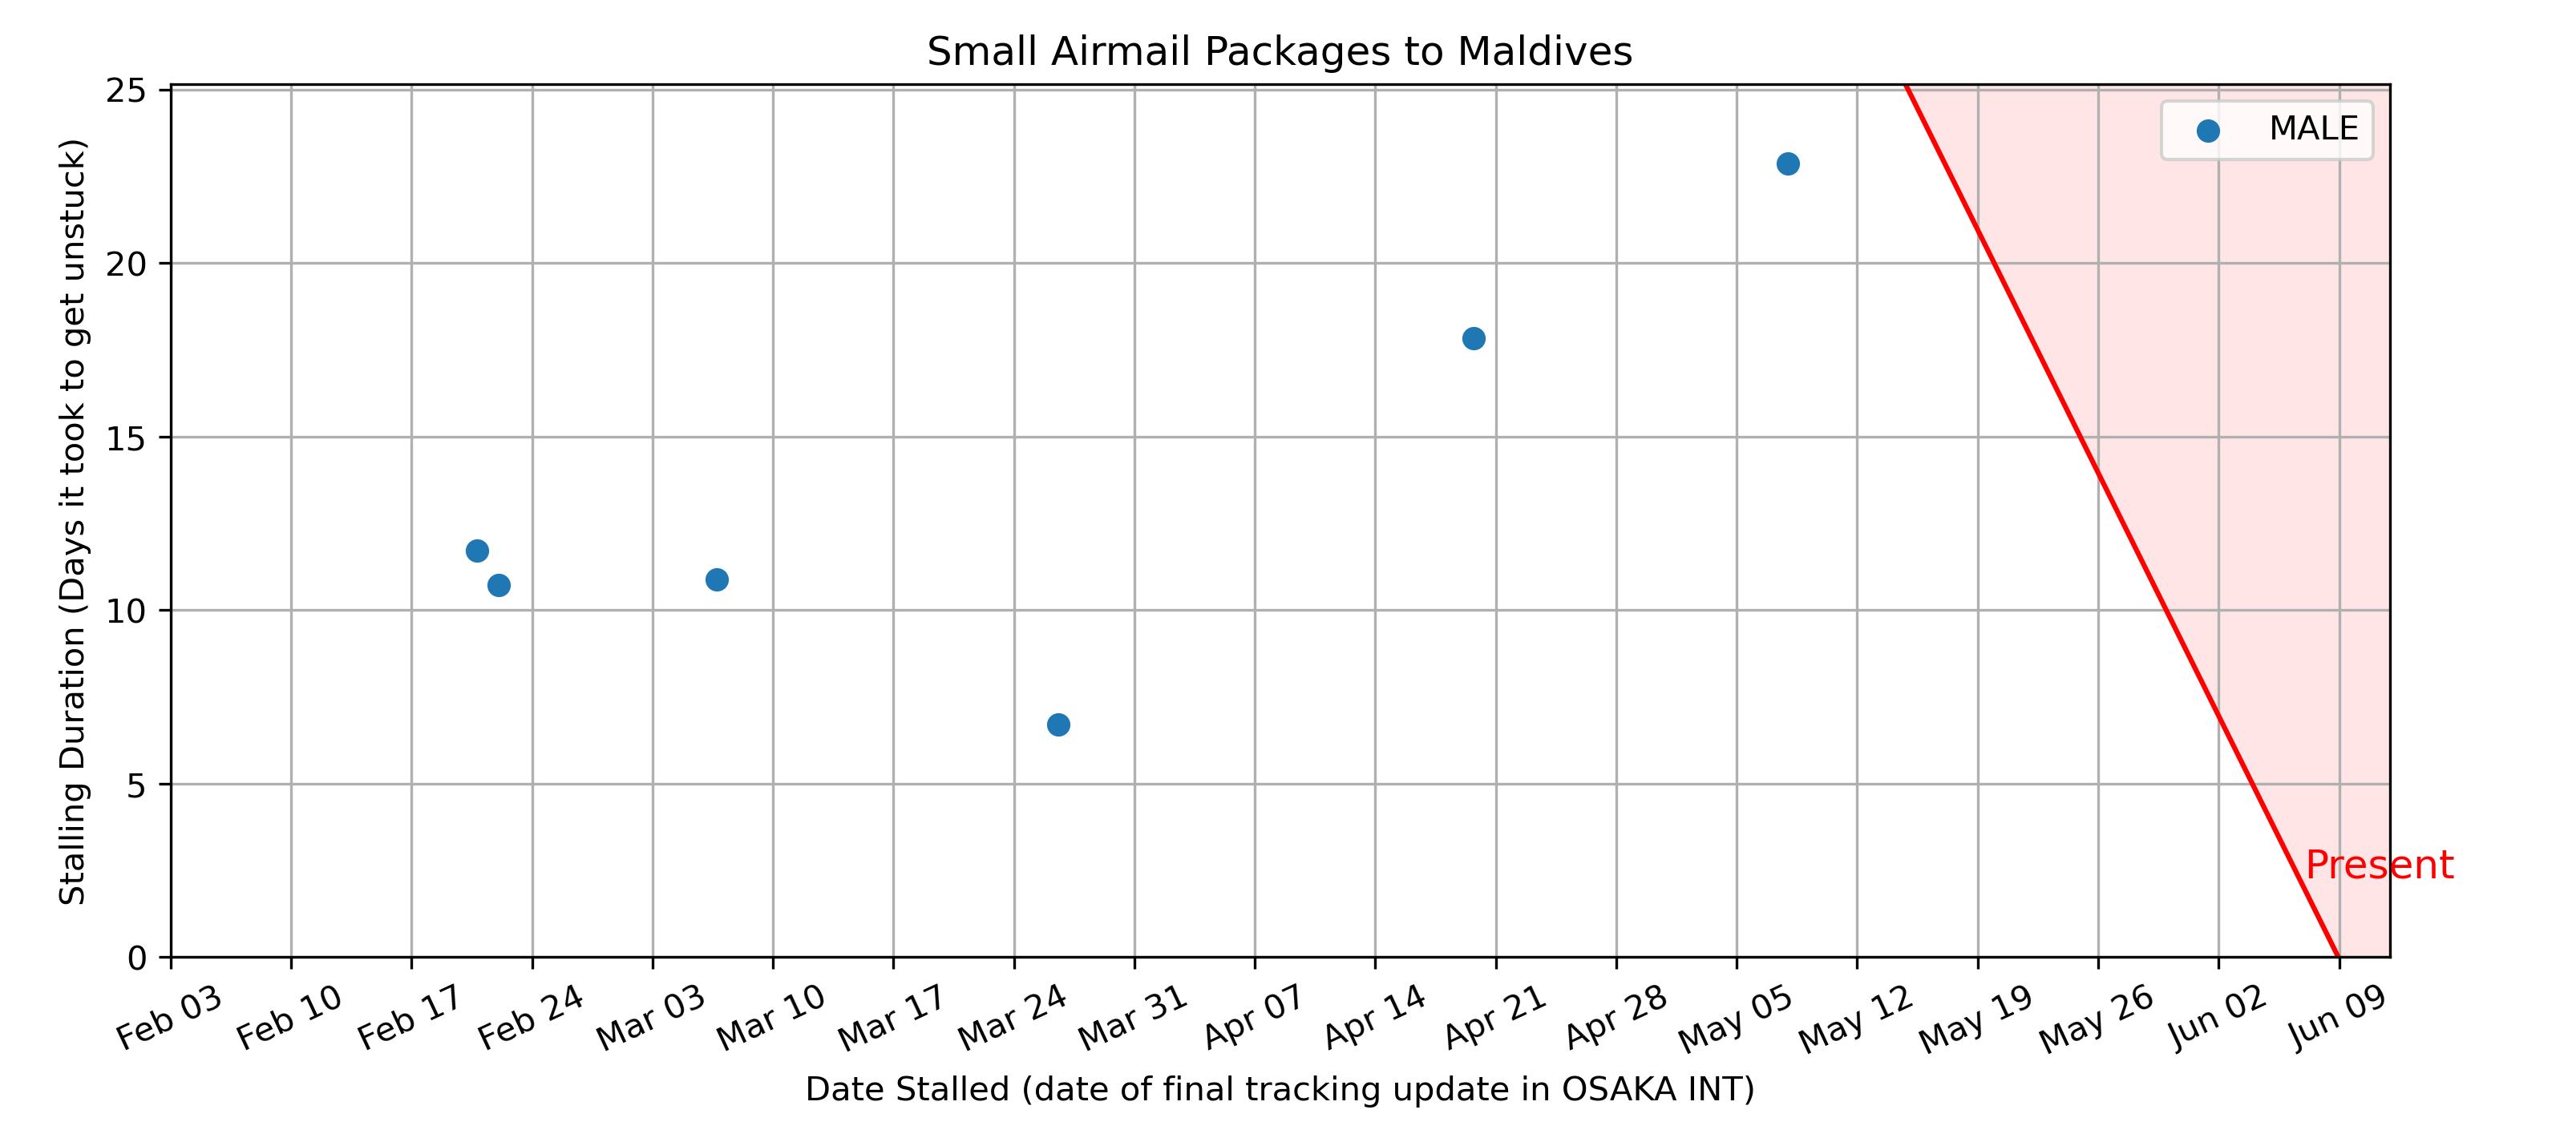 Small Airmail Packages to Maldives
MALE
Stalling Duration (Days it took to get unstuck)
25
20
15
10
5
0
Present
Feb 03
Feb 10
Feb 17
Feb 24
Mar 03
Mar 10
Mar 17
Mar 24
Mar 31
Apr 07
Apr 14
Apr 21
Apr 28
May 05
May 12
May 19
May 26
Jun 02
Jun 09
Date Stalled (date of final tracking update in OSAKA INT)